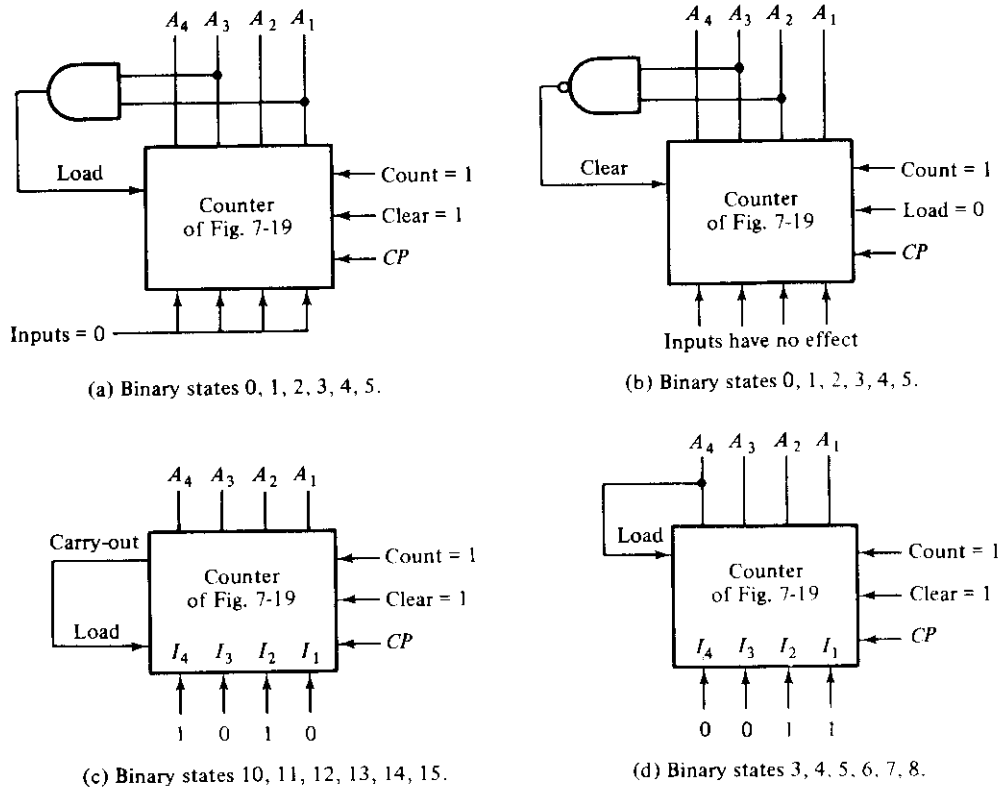 A4 A3 A2 A1
Load
Counter
of Fig. 7-19
Count = 1
Clear = 1
CP
Inputs = 0
(a) Binary states 0, 1, 2, 3, 4, 5.
A4 A3 A2 A1
Clear
Counter
of Fig. 7-19
Count = 1
Load = 0
CP
Inputs have no effect
(b) Binary states 0, 1, 2, 3, 4, 5.
A4 A3 A2 A1
Carry-out
Load
Counter
of Fig. 7-19
Count = 1
Clear = 1
CP
I4 I3 I2 I1
1 0 1 0
(c) Binary states 10, 11, 12, 13, 14, 15.
A4 A3 A2 A1
Load
Counter
of Fig. 7-19
Count = 1
Clear = 1
CP
I4 I3 I2 I1
0 0 1 1
(d) Binary states 3, 4, 5, 6, 7, 8.